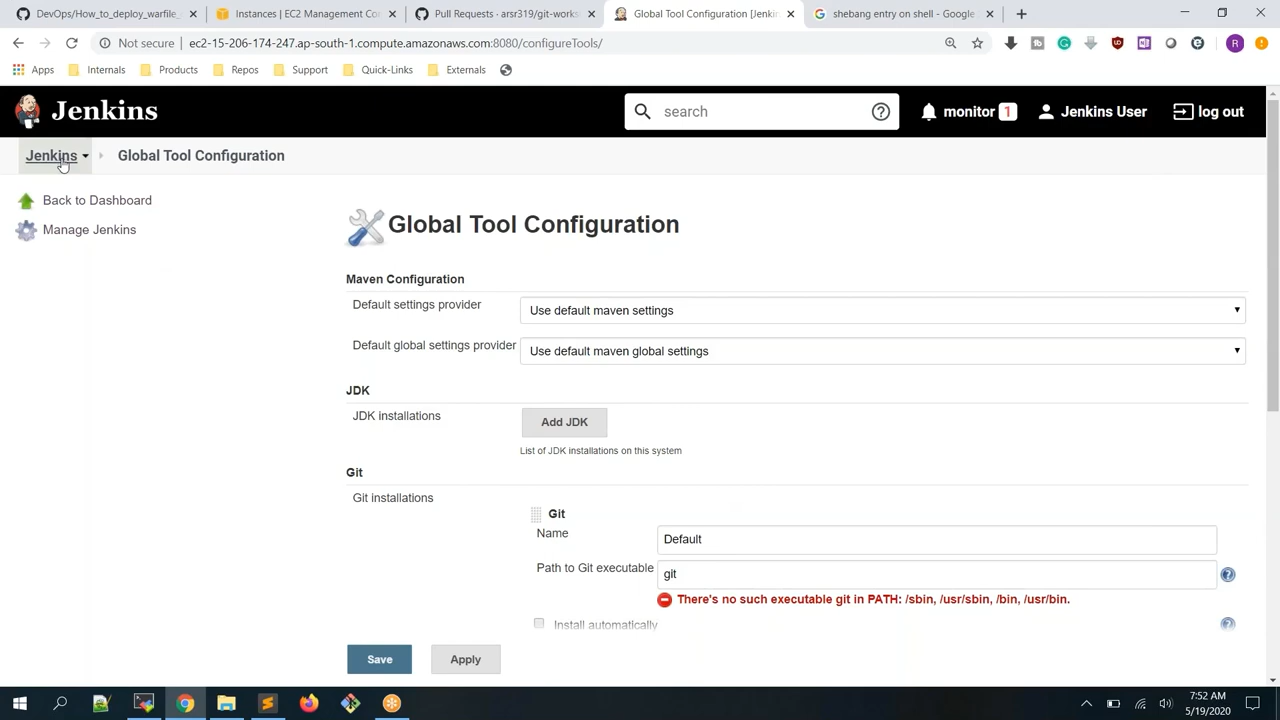 DevOps/How_to_deploy_warfile_
Instances | EC2 Management Co
Pull Requests · arsr319/git-works
Global Tool Configuration [Jenkin
shebang entry on shell - Google
Not secure | ec2-15-206-174-247.ap-south-1.compute.amazonaws.com:8080/configureTools/
Apps Internals Products Repos Support Quick-Links Externals
Jenkins
search
monitor 1
Jenkins User
log out
Jenkins
Global Tool Configuration
Back to Dashboard
Manage Jenkins
Global Tool Configuration
Maven Configuration
Default settings provider
Use default maven settings
Default global settings provider
Use default maven global settings
JDK
JDK installations
Add JDK
List of JDK installations on this system
Git
Git installations
Git
Name
Default
Path to Git executable
git
There's no such executable git in PATH: /sbin, /usr/sbin, /bin, /usr/bin.
Install automatically
Save
Apply
7:52 AM
5/19/2020